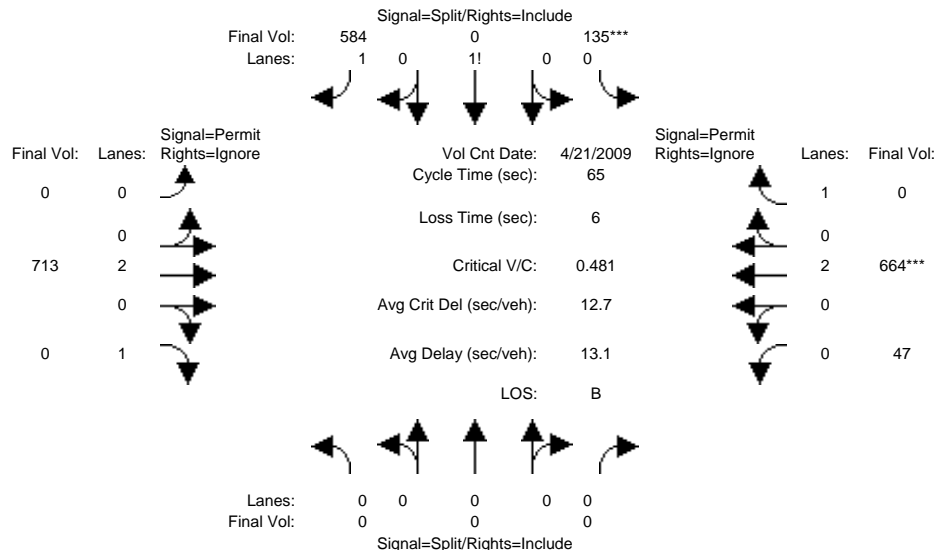 Signal=Split/Rights=Include
Final Vol: 584 0 135***
Lanes: 1 0 1! 0 0
Signal=Permit Signal=Permit
Final Vol: Lanes: Rights=Ignore Vol Cnt Date: 4/21/2009 Rights=Ignore Lanes: Final Vol:
Cycle Time (sec): 65
0 0 1 0
Loss Time (sec): 6
0 0
713 2 Critical V/C: 0.481 2 664***
0 Avg Crit Del (sec/veh): 12.7 0
0 1 Avg Delay (sec/veh): 13.1 0 47
LOS: B
Lanes: 0 0 0 0 0
Final Vol: 0 0 0
Signal=Split/Rights=Include